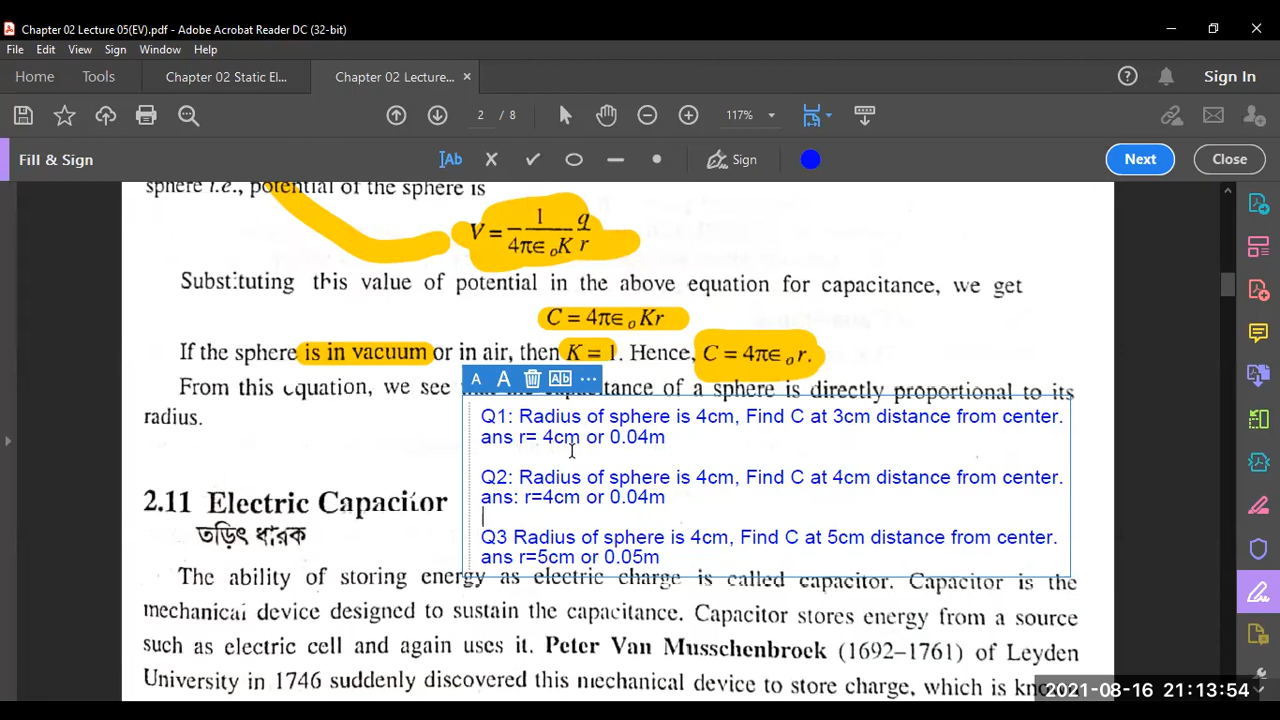 Chapter 02 Lecture 05(EV).pdf - Adobe Acrobat Reader DC (32-bit)
File Edit View Sign Window Help
Home Tools Chapter 02 Static El... Chapter 02 Lecture... × Sign In
2 / 8 117%
Fill & Sign Ab Sign Next Close
sphere i.e., potential of the sphere is
V = 1/4π∈₀K q/r
Substituting this value of potential in the above equation for capacitance, we get
C = 4π∈₀Kr
If the sphere is in vacuum or in air, then K = 1. Hence, C = 4π∈₀r.
From this equation, we see capacitance of a sphere is directly proportional to its
radius.
A A Ab ...
Q1: Radius of sphere is 4cm, Find C at 3cm distance from center.
ans r= 4cm or 0.04m
Q2: Radius of sphere is 4cm, Find C at 4cm distance from center.
ans: r=4cm or 0.04m
Q3 Radius of sphere is 4cm, Find C at 5cm distance from center.
ans r=5cm or 0.05m
2.11 Electric Capacitor
তড়িৎ ধারক
The ability of storing energy as electric charge is called capacitor. Capacitor is the
mechanical device designed to sustain the capacitance. Capacitor stores energy from a source
such as electric cell and again uses it. Peter Van Musschenbroek (1692–1761) of Leyden
University in 1746 suddenly discovered this mechanical device to store charge, which is
2021-08-16 21:13:54